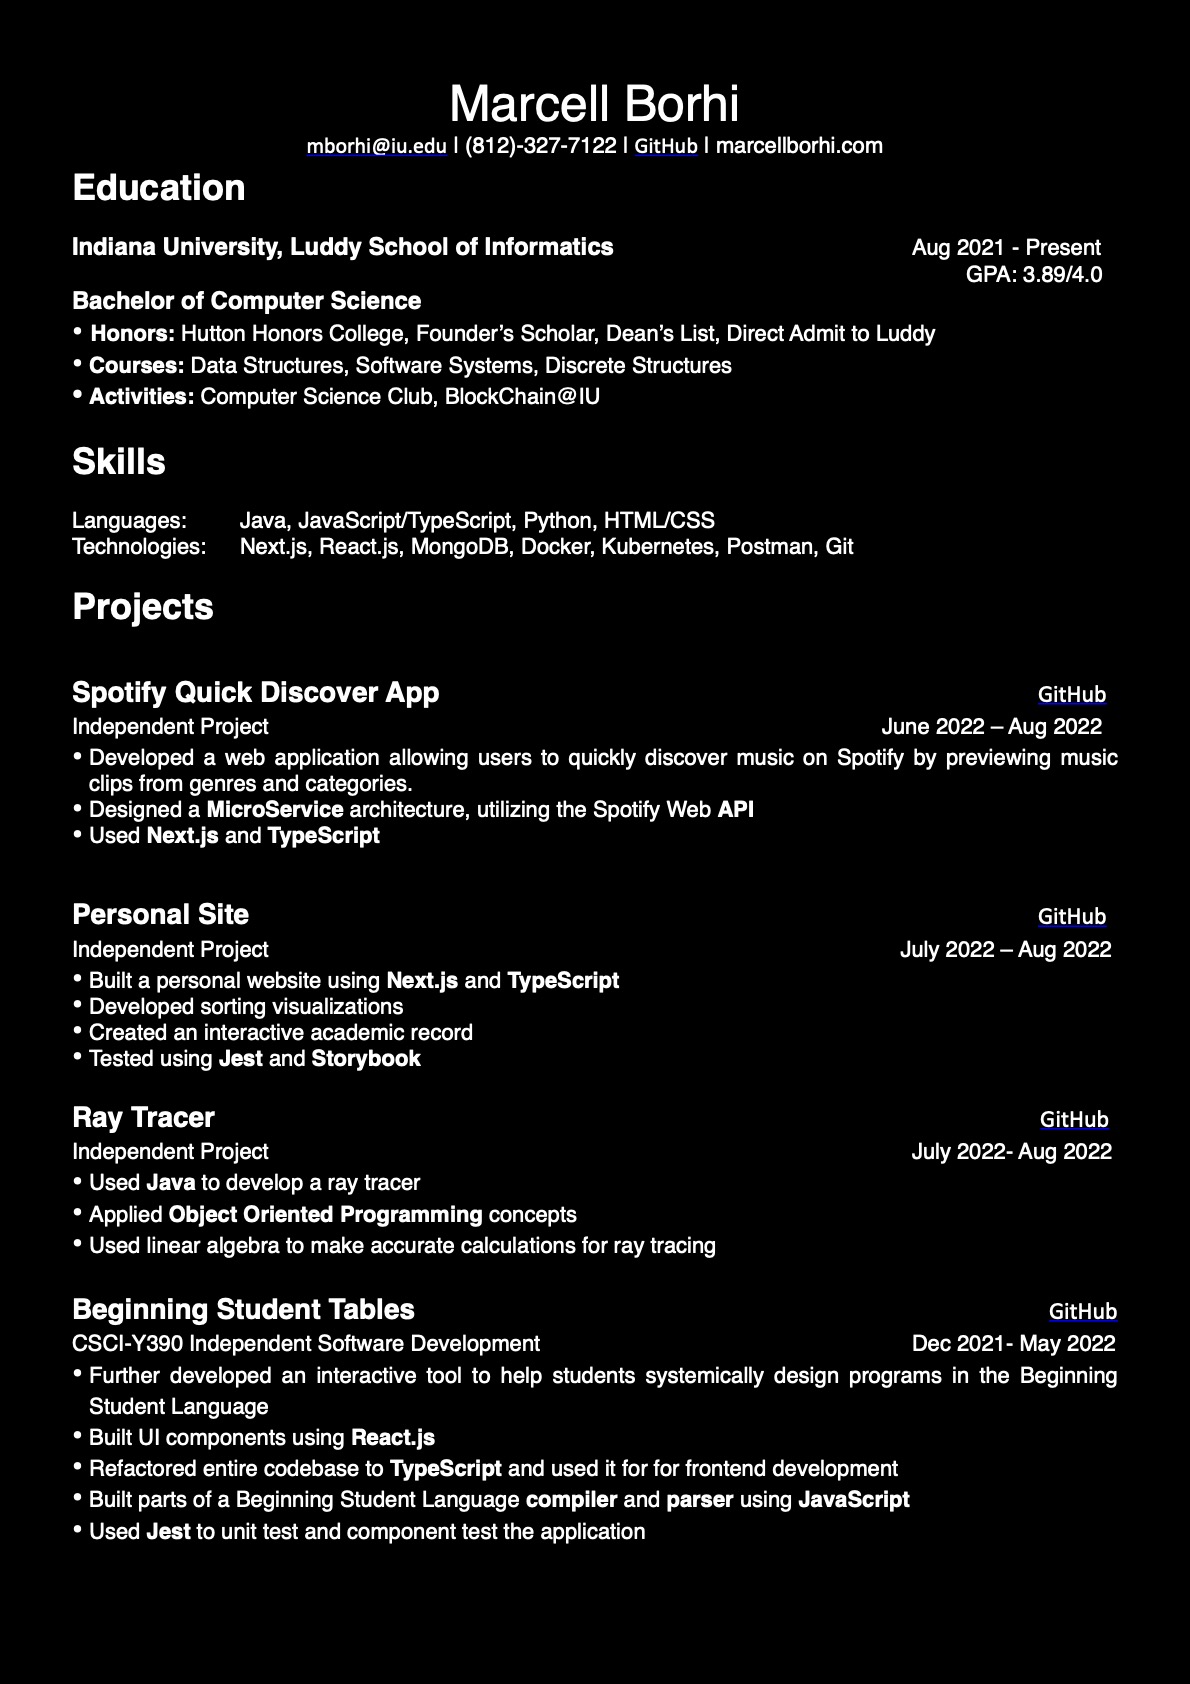 Marcell Borhi
mborhi@iu.edu | (812)-327-7122 | GitHub | marcellborhi.com
Education
Indiana University, Luddy School of Informatics Aug 2021 - Present
GPA: 3.89/4.0
Bachelor of Computer Science
• Honors: Hutton Honors College, Founder’s Scholar, Dean’s List, Direct Admit to Luddy
• Courses: Data Structures, Software Systems, Discrete Structures
• Activities: Computer Science Club, BlockChain@IU
Skills
Languages: Java, JavaScript/TypeScript, Python, HTML/CSS
Technologies: Next.js, React.js, MongoDB, Docker, Kubernetes, Postman, Git
Projects
Spotify Quick Discover App GitHub
Independent Project June 2022 – Aug 2022
• Developed a web application allowing users to quickly discover music on Spotify by previewing music
clips from genres and categories.
• Designed a MicroService architecture, utilizing the Spotify Web API
• Used Next.js and TypeScript
Personal Site GitHub
Independent Project July 2022 – Aug 2022
• Built a personal website using Next.js and TypeScript
• Developed sorting visualizations
• Created an interactive academic record
• Tested using Jest and Storybook
Ray Tracer GitHub
Independent Project July 2022- Aug 2022
• Used Java to develop a ray tracer
• Applied Object Oriented Programming concepts
• Used linear algebra to make accurate calculations for ray tracing
Beginning Student Tables GitHub
CSCI-Y390 Independent Software Development Dec 2021- May 2022
• Further developed an interactive tool to help students systemically design programs in the Beginning
Student Language
• Built UI components using React.js
• Refactored entire codebase to TypeScript and used it for for frontend development
• Built parts of a Beginning Student Language compiler and parser using JavaScript
• Used Jest to unit test and component test the application